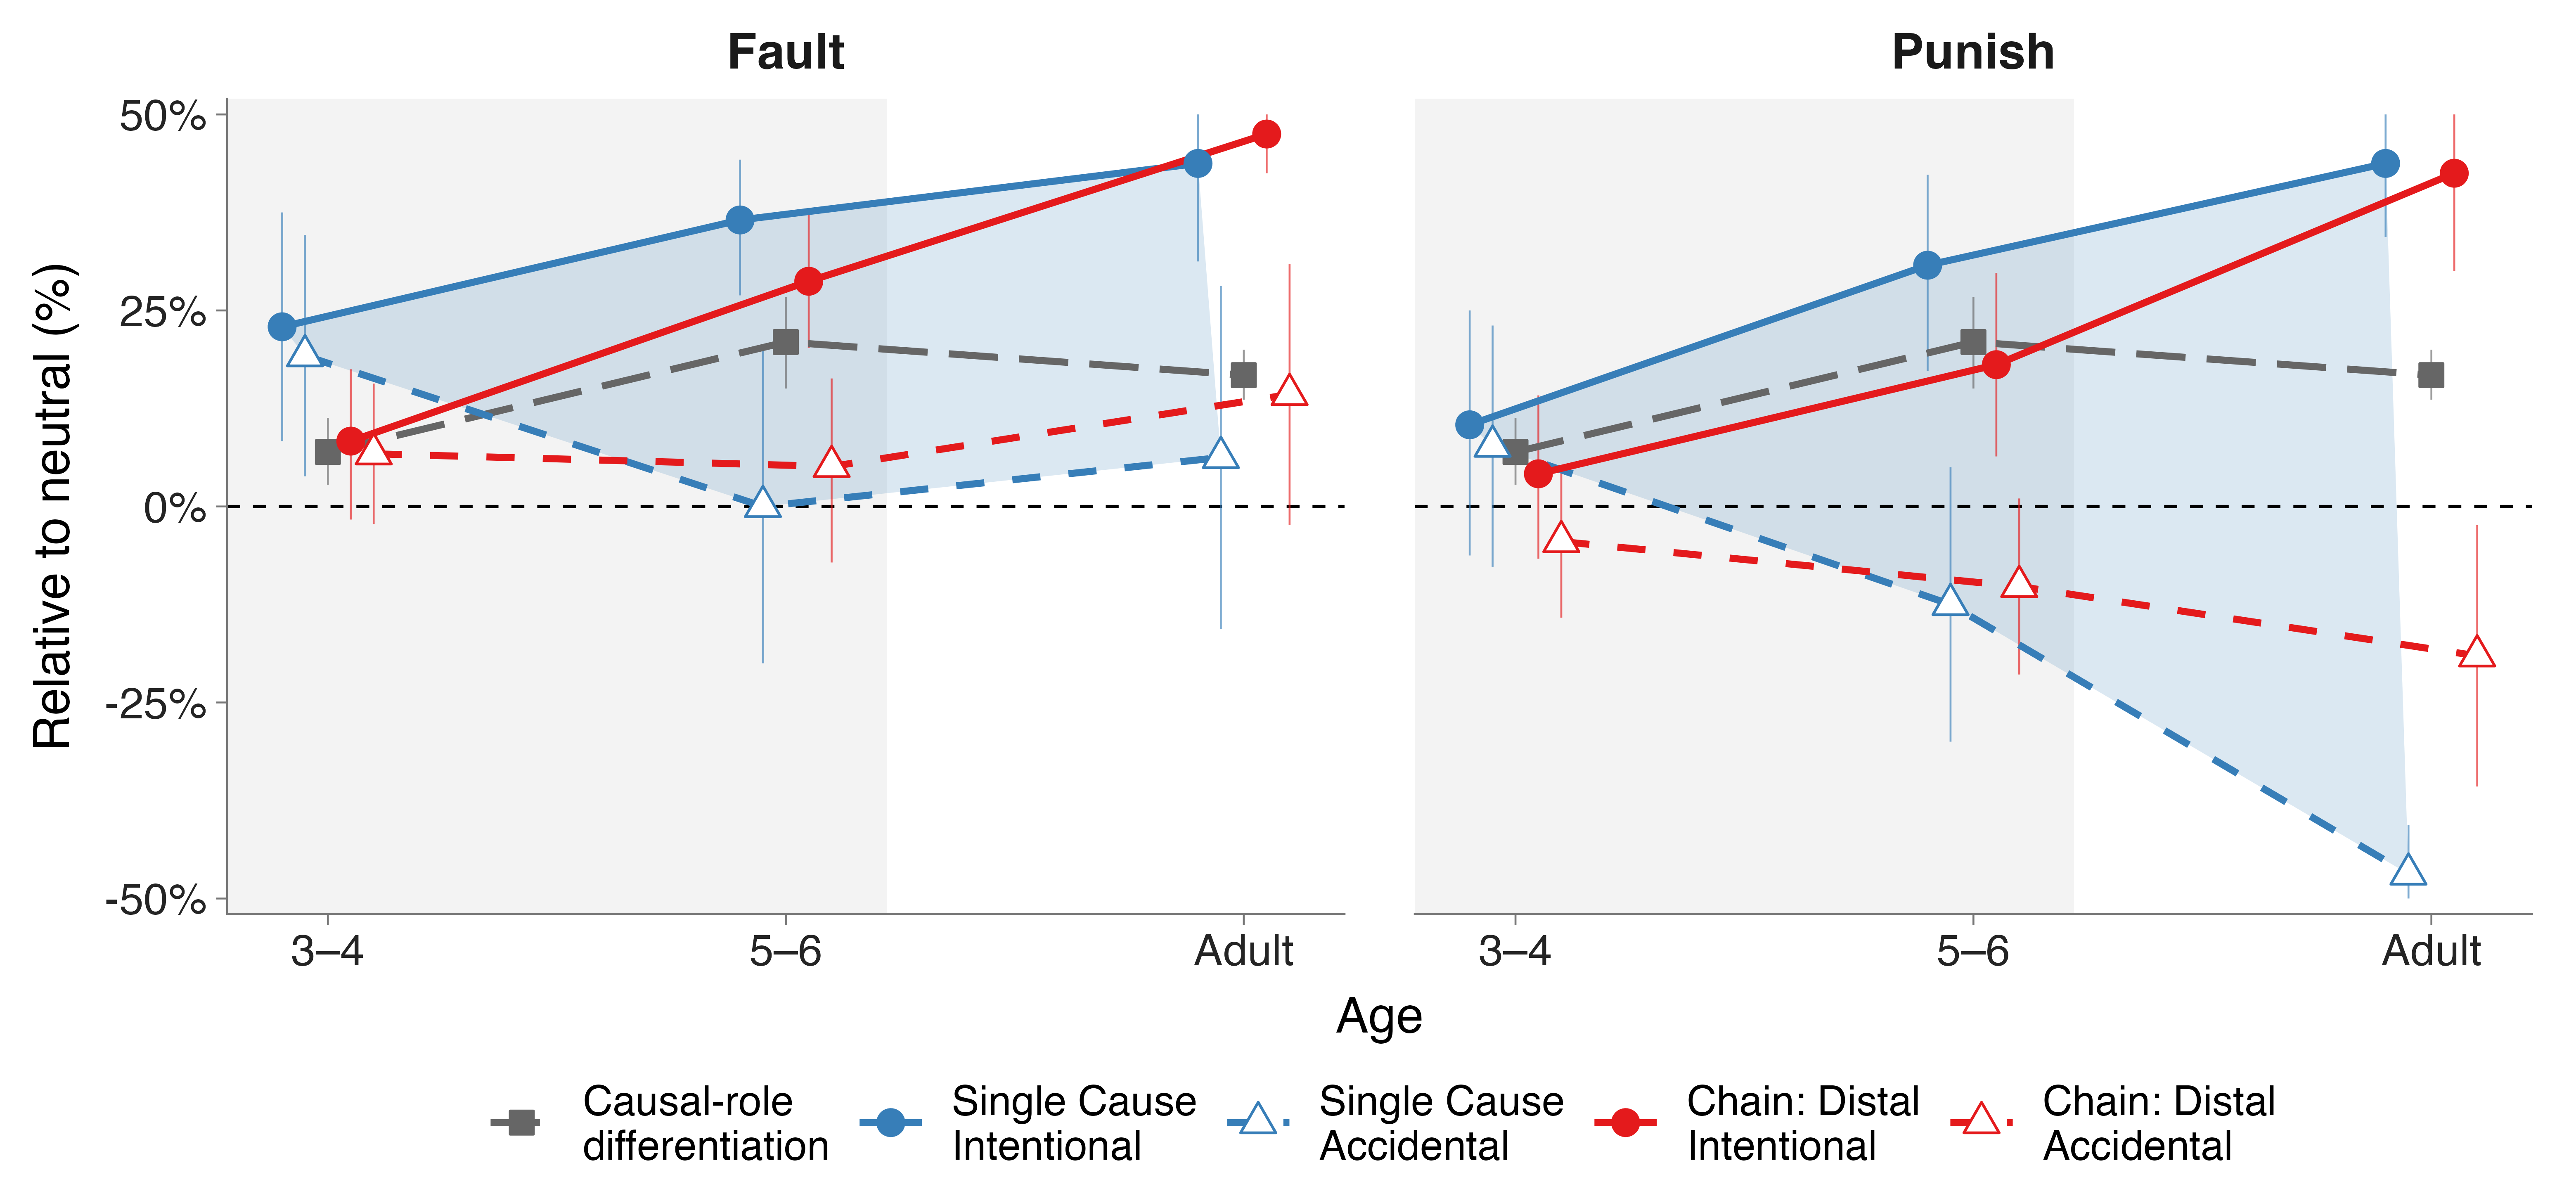 Fault
Punish
Relative to neutral (%)
50%
25%
0%
-25%
-50%
3–4
5–6
Adult
3–4
5–6
Adult
Age
Causal-role
differentiation
Single Cause
Intentional
Single Cause
Accidental
Chain: Distal
Intentional
Chain: Distal
Accidental